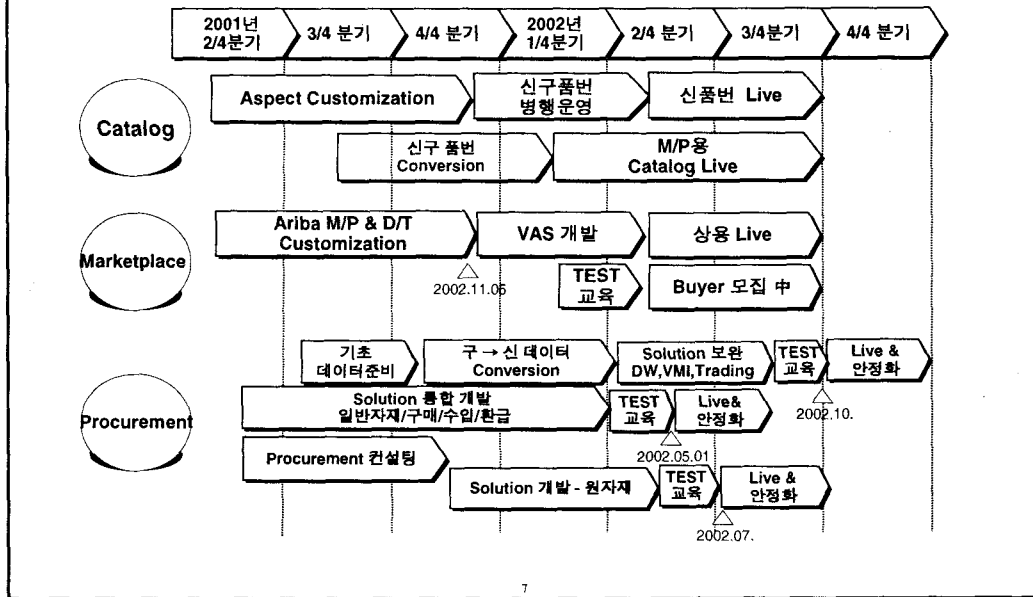 2001년
2/4분기
3/4 분기
4/4 분기
2002년
1/4분기
2/4 분기
3/4분기
4/4 분기
Catalog
Aspect Customization
신구품번
병행운영
신품번 Live
신구 품번
Conversion
M/P용
Catalog Live
Marketplace
Ariba M/P & D/T
Customization
VAS 개발
상용 Live
2002.11.05
TEST
교육
Buyer 모집 中
Procurement
기초
데이터준비
구 → 신 데이터
Conversion
Solution 보완
DW,VMI,Trading
TEST
교육
Live &
안정화
Solution 통합 개발
일반자재/구매/수입/환급
TEST
교육
Live&
안정화
2002.10.
2002.05.01
Procurement 컨설팅
Solution 개발 - 원자재
TEST
교육
Live &
안정화
2002.07.
7